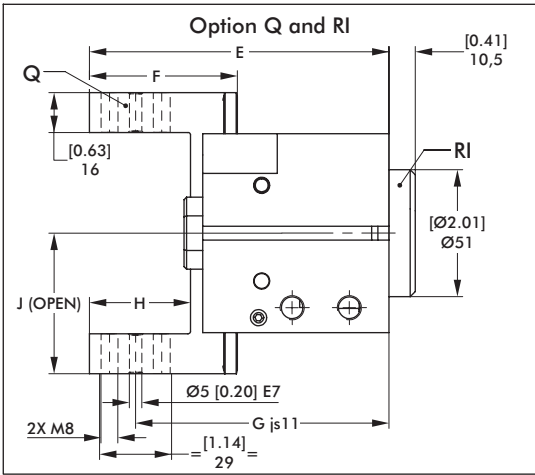 Option Q and RI
E
[0.41]
10,5
F
Q
[0.63]
16
RI
[Ø2.01]
Ø51
J (OPEN)
H
Ø5 [0.20] E7
2X M8
G js11
=[1.14]=
29